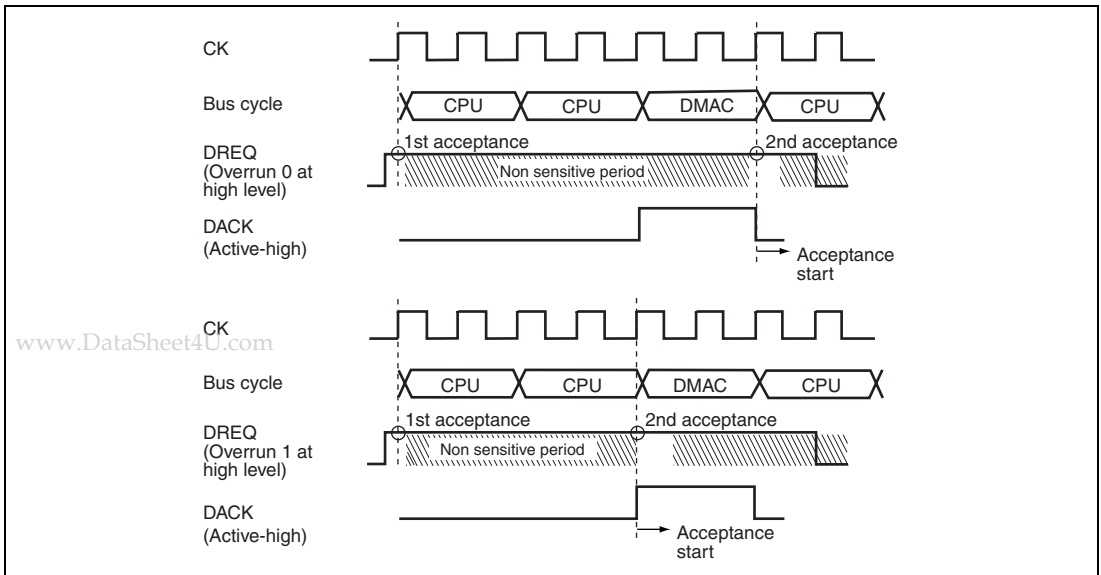 CK
Bus cycle
CPU CPU DMAC CPU
1st acceptance 2nd acceptance
DREQ
(Overrun 0 at
high level)
Non sensitive period
DACK
(Active-high)
Acceptance
start
CK
www.DataSheet4U.com
Bus cycle
CPU CPU DMAC CPU
1st acceptance 2nd acceptance
DREQ
(Overrun 1 at
high level)
Non sensitive period
DACK
(Active-high)
Acceptance
start